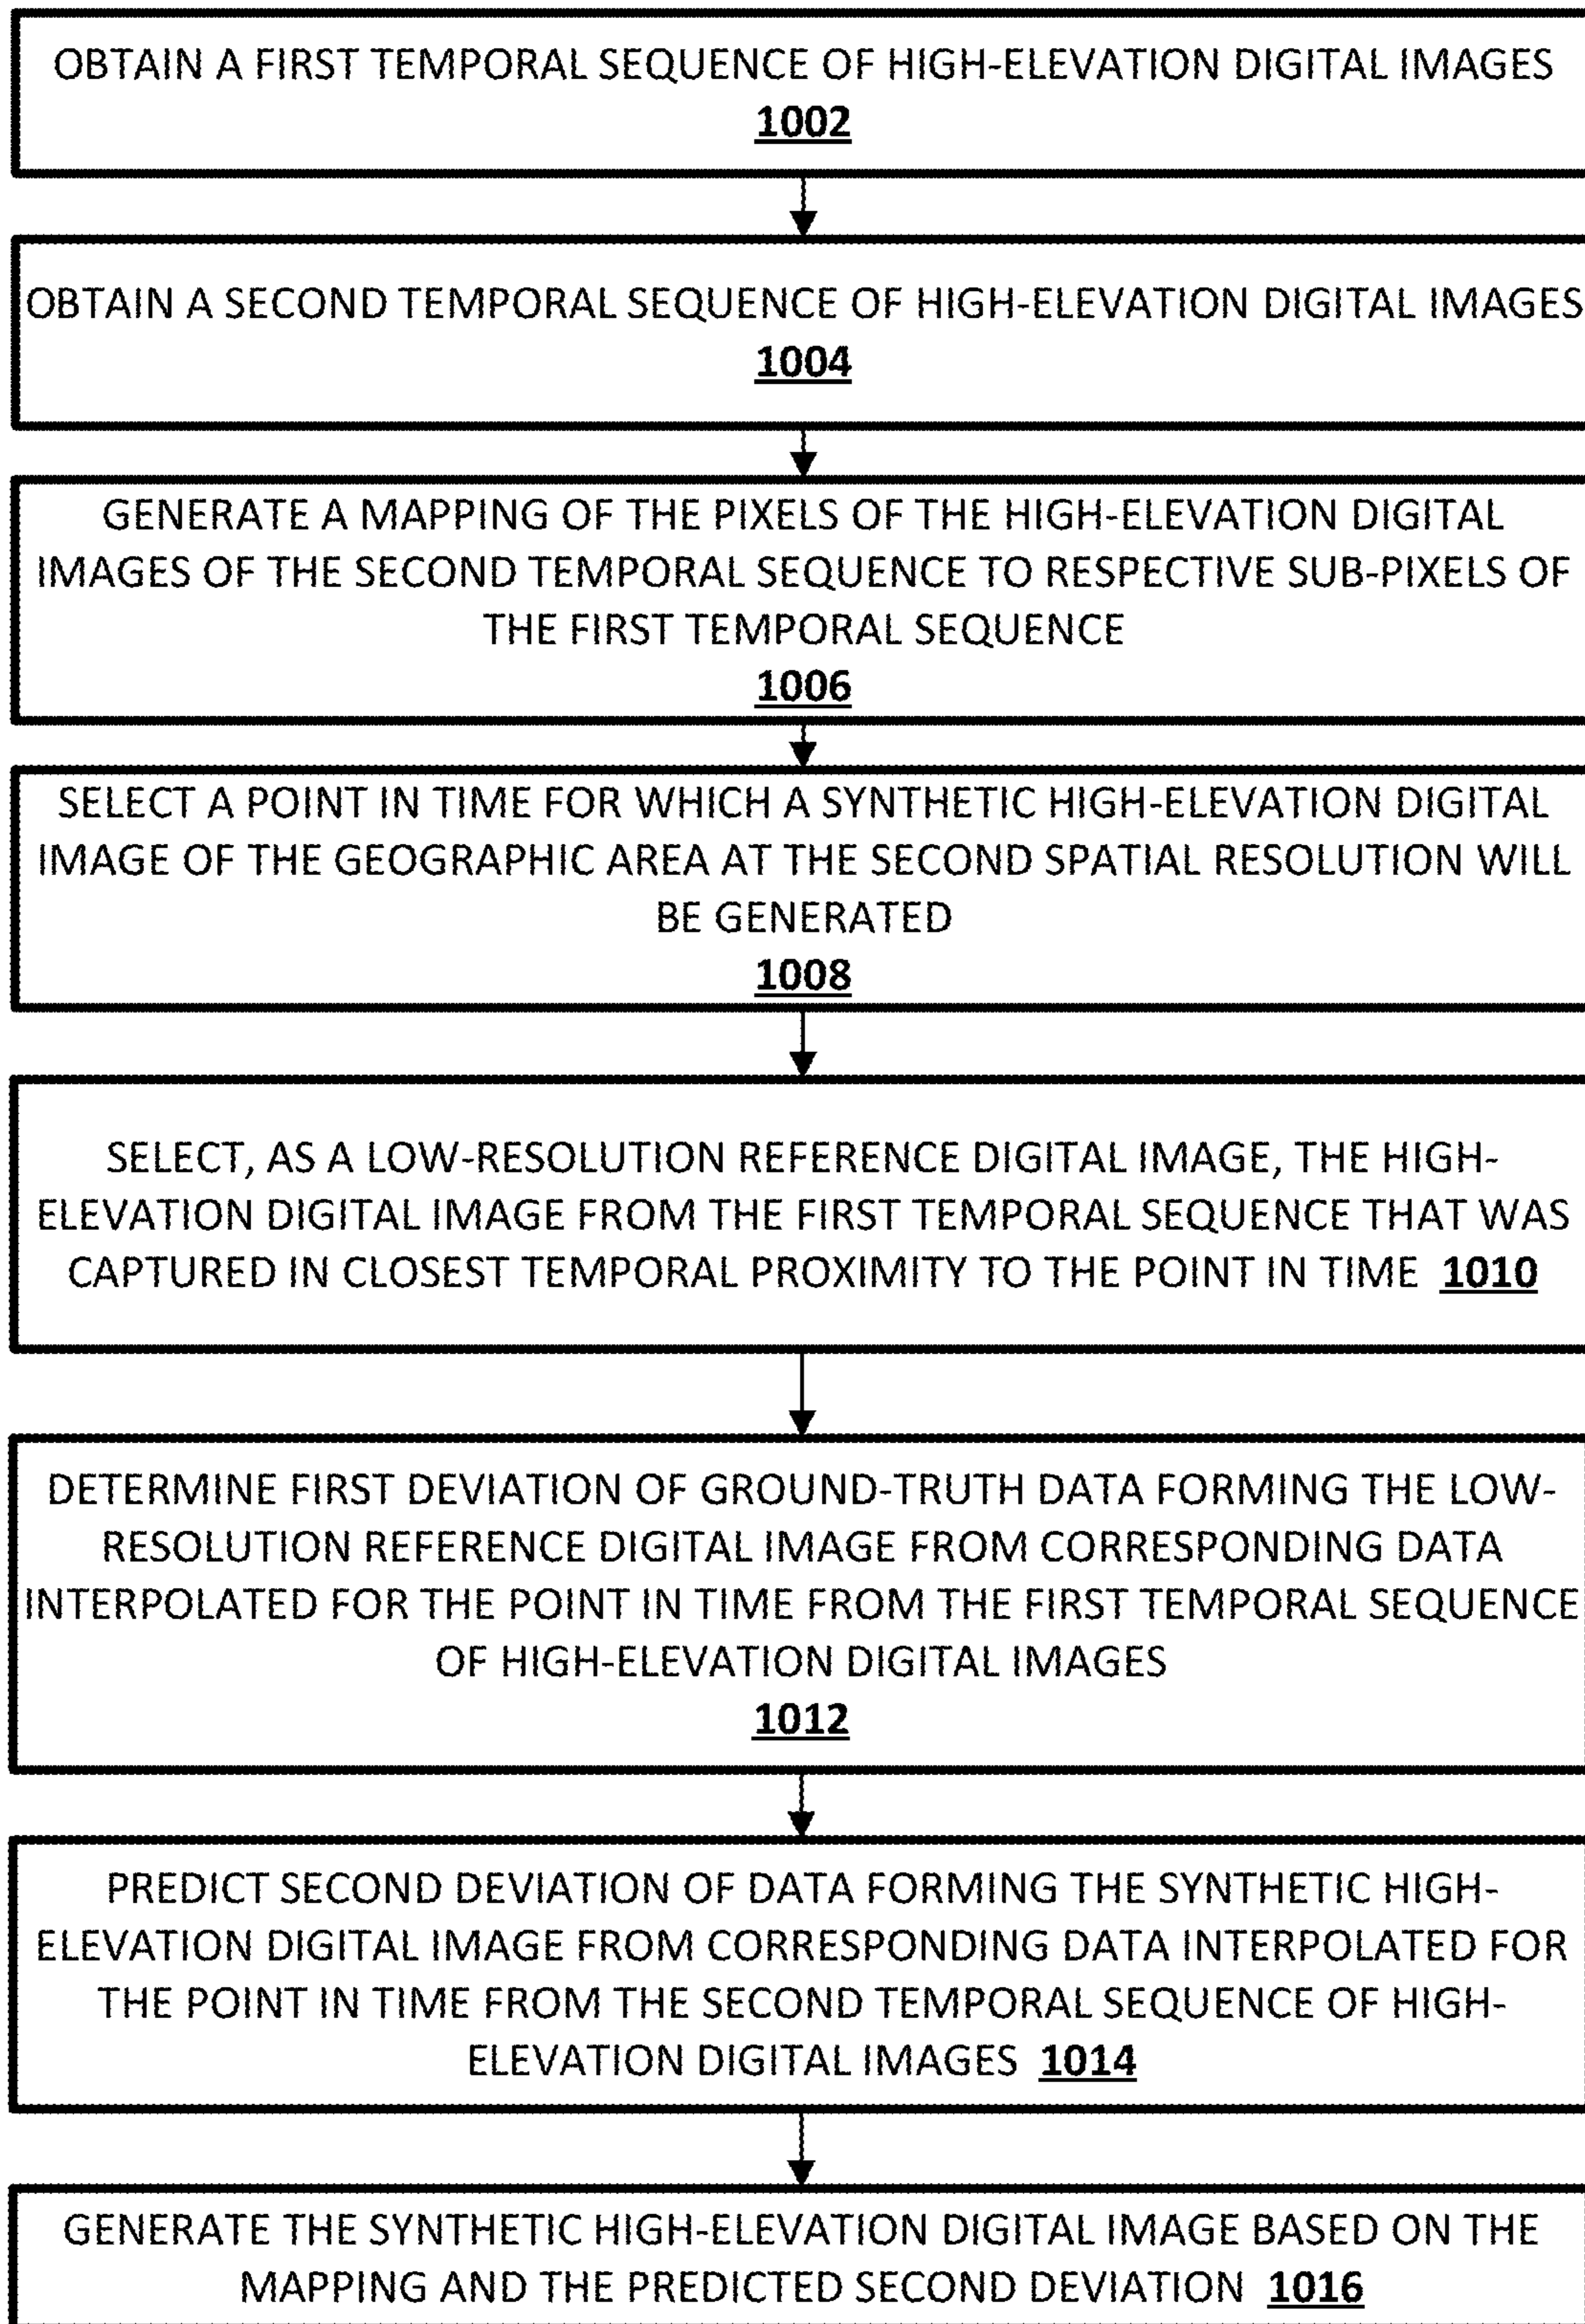 OBTAIN A FIRST TEMPORAL SEQUENCE OF HIGH-ELEVATION DIGITAL IMAGES
1002
OBTAIN A SECOND TEMPORAL SEQUENCE OF HIGH-ELEVATION DIGITAL IMAGES
1004
GENERATE A MAPPING OF THE PIXELS OF THE HIGH-ELEVATION DIGITAL
IMAGES OF THE SECOND TEMPORAL SEQUENCE TO RESPECTIVE SUB-PIXELS OF
THE FIRST TEMPORAL SEQUENCE
1006
SELECT A POINT IN TIME FOR WHICH A SYNTHETIC HIGH-ELEVATION DIGITAL
IMAGE OF THE GEOGRAPHIC AREA AT THE SECOND SPATIAL RESOLUTION WILL
BE GENERATED
1008
SELECT, AS A LOW-RESOLUTION REFERENCE DIGITAL IMAGE, THE HIGH-
ELEVATION DIGITAL IMAGE FROM THE FIRST TEMPORAL SEQUENCE THAT WAS
CAPTURED IN CLOSEST TEMPORAL PROXIMITY TO THE POINT IN TIME 1010
DETERMINE FIRST DEVIATION OF GROUND-TRUTH DATA FORMING THE LOW-
RESOLUTION REFERENCE DIGITAL IMAGE FROM CORRESPONDING DATA
INTERPOLATED FOR THE POINT IN TIME FROM THE FIRST TEMPORAL SEQUENCE
OF HIGH-ELEVATION DIGITAL IMAGES
1012
PREDICT SECOND DEVIATION OF DATA FORMING THE SYNTHETIC HIGH-
ELEVATION DIGITAL IMAGE FROM CORRESPONDING DATA INTERPOLATED FOR
THE POINT IN TIME FROM THE SECOND TEMPORAL SEQUENCE OF HIGH-
ELEVATION DIGITAL IMAGES 1014
GENERATE THE SYNTHETIC HIGH-ELEVATION DIGITAL IMAGE BASED ON THE
MAPPING AND THE PREDICTED SECOND DEVIATION 1016